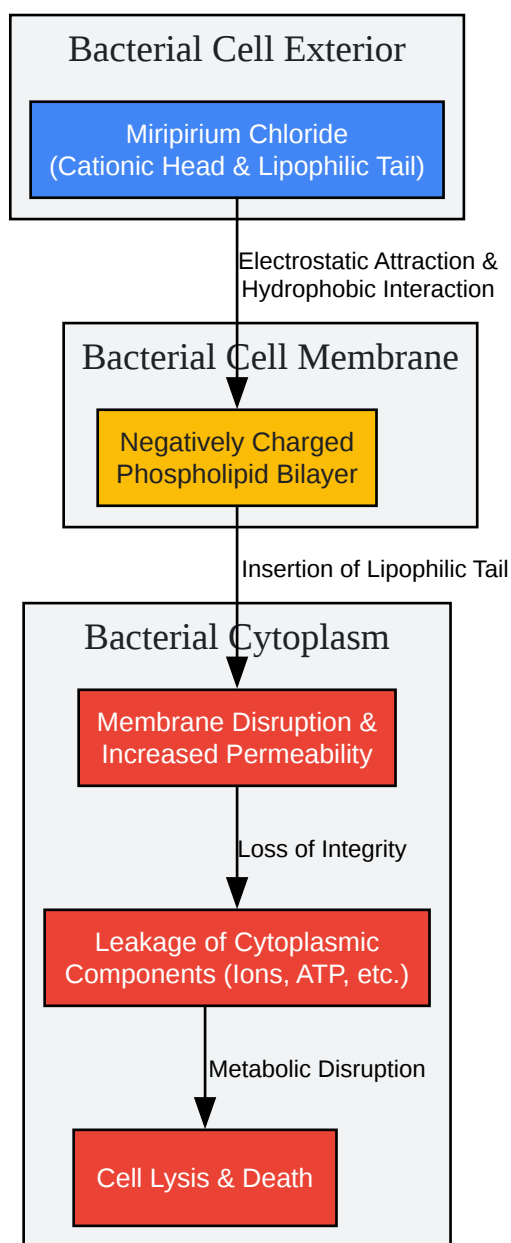 Bacterial Cell Exterior
Miripirium Chloride
(Cationic Head & Lipophilic Tail)
Electrostatic Attraction &
Hydrophobic Interaction
Bacterial Cell Membrane
Negatively Charged
Phospholipid Bilayer
Insertion of Lipophilic Tail
Bacterial Cytoplasm
Membrane Disruption &
Increased Permeability
Loss of Integrity
Leakage of Cytoplasmic
Components (Ions, ATP, etc.)
Metabolic Disruption
Cell Lysis & Death